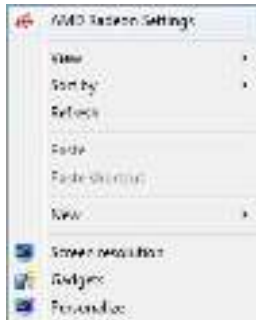 AMD Radeon Settings
View
Sort by
Refresh
Paste
Paste shortcut
New
Screen resolution
Gadgets
Personalize